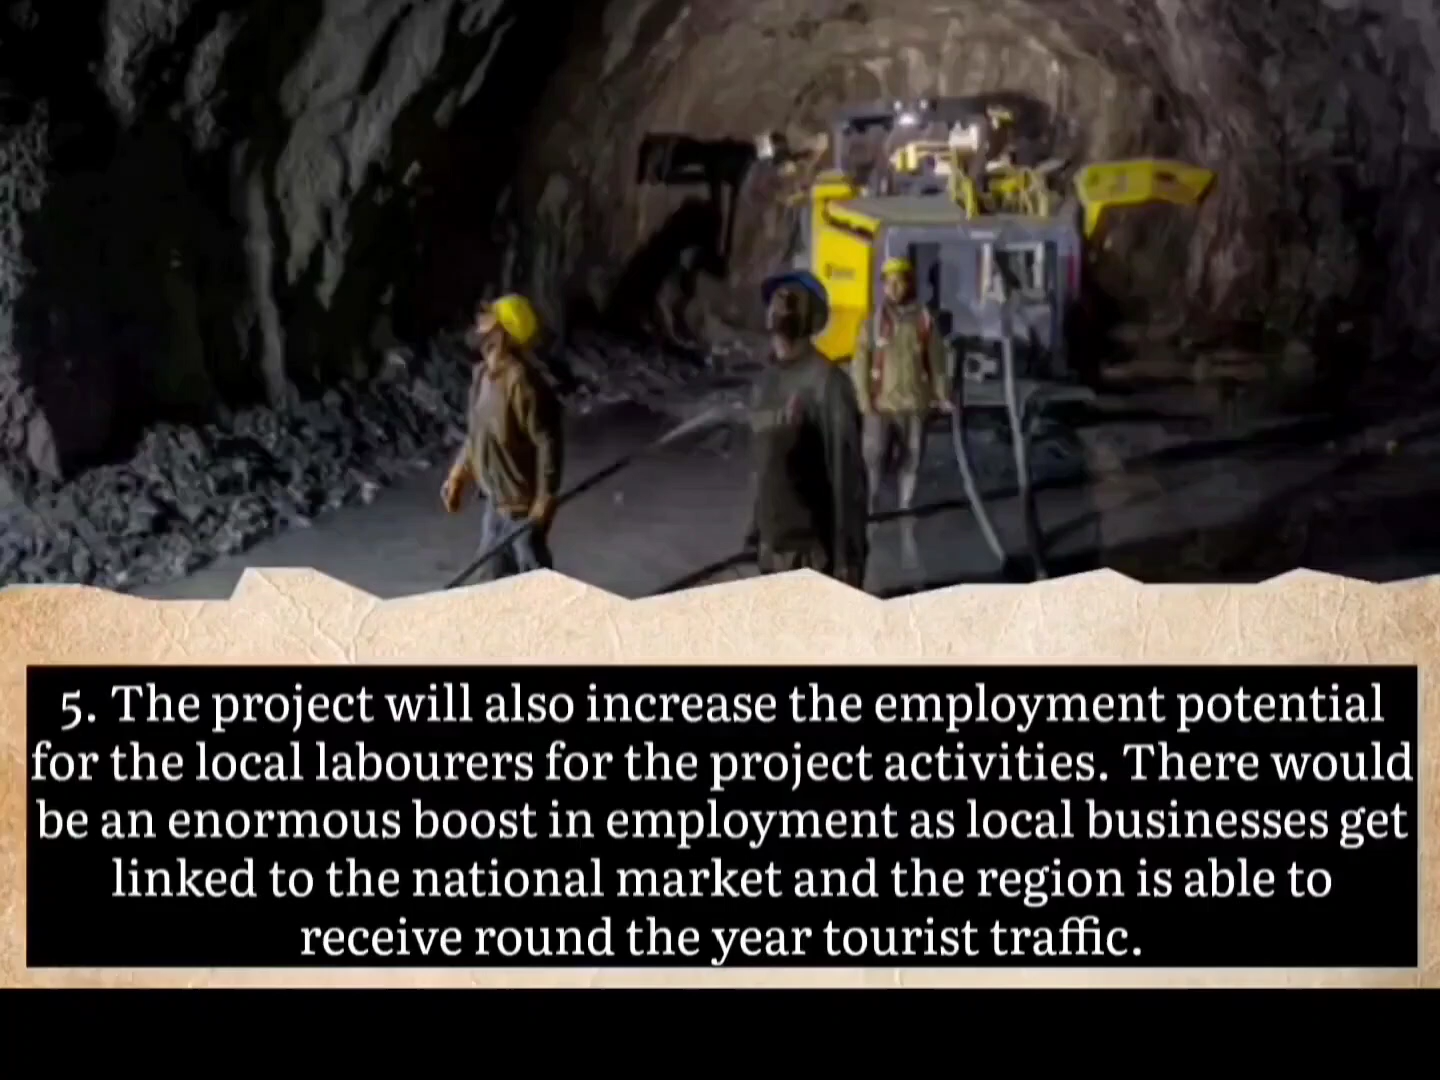 5. The project will also increase the employment potential
for the local labourers for the project activities. There would
be an enormous boost in employment as local businesses get
linked to the national market and the region is able to
receive round the year tourist traffic.